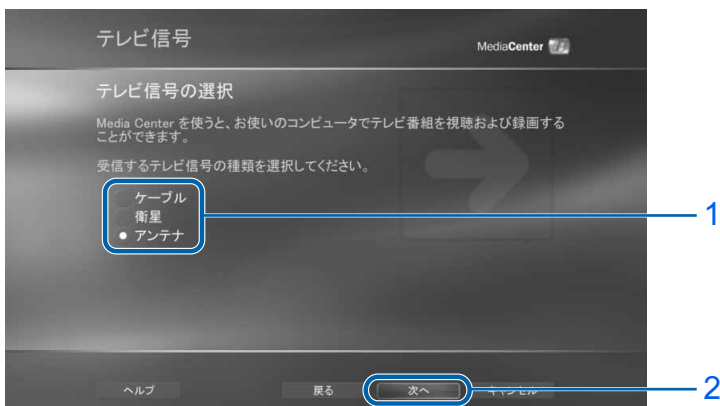 テレビ信号
MediaCenter
テレビ信号の選択
Media Center を使うと、お使いのコンピュータでテレビ番組を視聴および録画する
ことができます。
受信するテレビ信号の種類を選択してください。
ケーブル
衛星
アンテナ
1
ヘルプ 戻る 次へ キャンセル
2